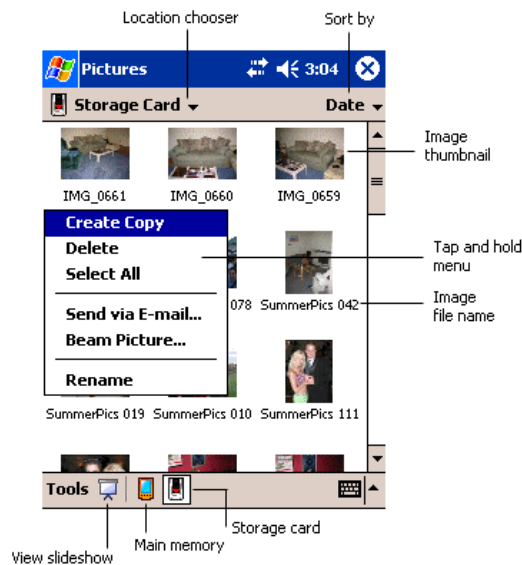 Location chooser
Sort by
Pictures 3:04
Storage Card Date
Image
thumbnail
IMG_0661 IMG_0660 IMG_0659
Create Copy
Delete
Select All
Send via E-mail...
Beam Picture...
Rename
Tap and hold
menu
078 SummerPics 042
Image
file name
SummerPics 019 SummerPics 010 SummerPics 111
Tools
Storage card
Main memory
View slideshow